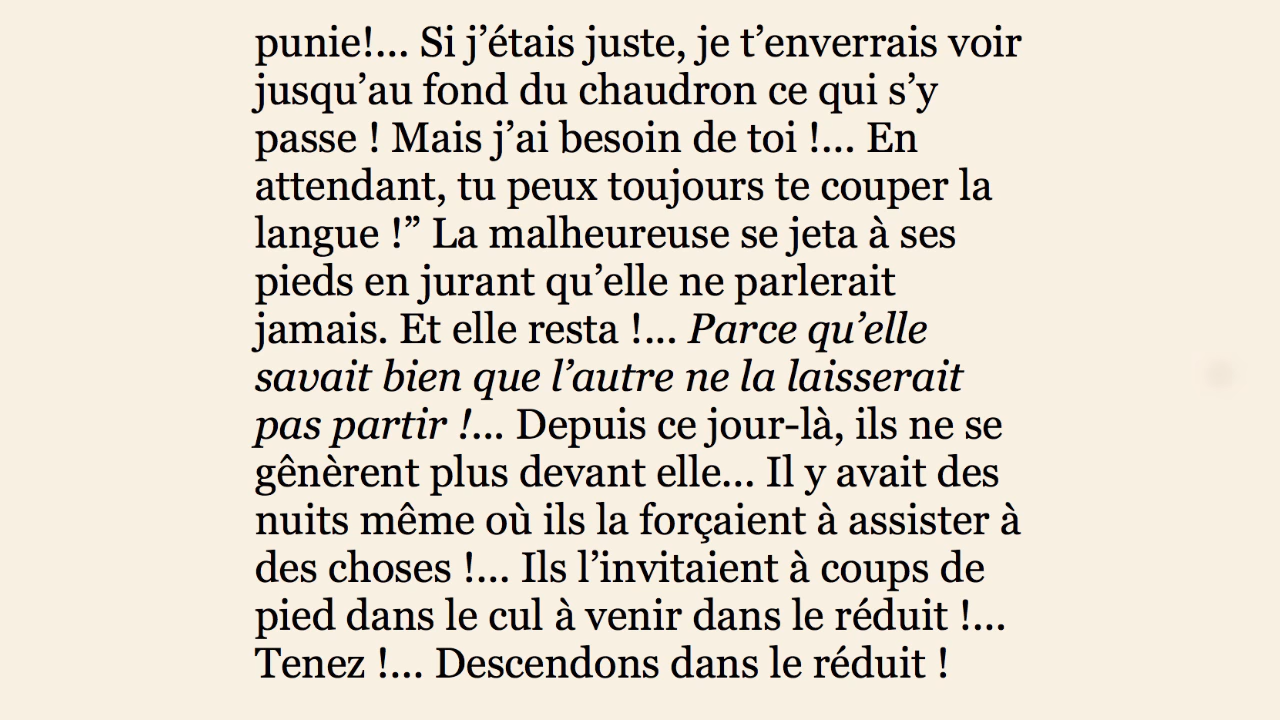 punie!... Si j’étais juste, je t’enverrais voir
jusqu’au fond du chaudron ce qui s’y
passe ! Mais j’ai besoin de toi !... En
attendant, tu peux toujours te couper la
langue !” La malheureuse se jeta à ses
pieds en jurant qu’elle ne parlerait
jamais. Et elle resta !... Parce qu’elle
savait bien que l’autre ne la laisserait
pas partir !... Depuis ce jour-là, ils ne se
gênèrent plus devant elle... Il y avait des
nuits même où ils la forçaient à assister à
des choses !... Ils l’invitaient à coups de
pied dans le cul à venir dans le réduit !...
Tenez !... Descendons dans le réduit !